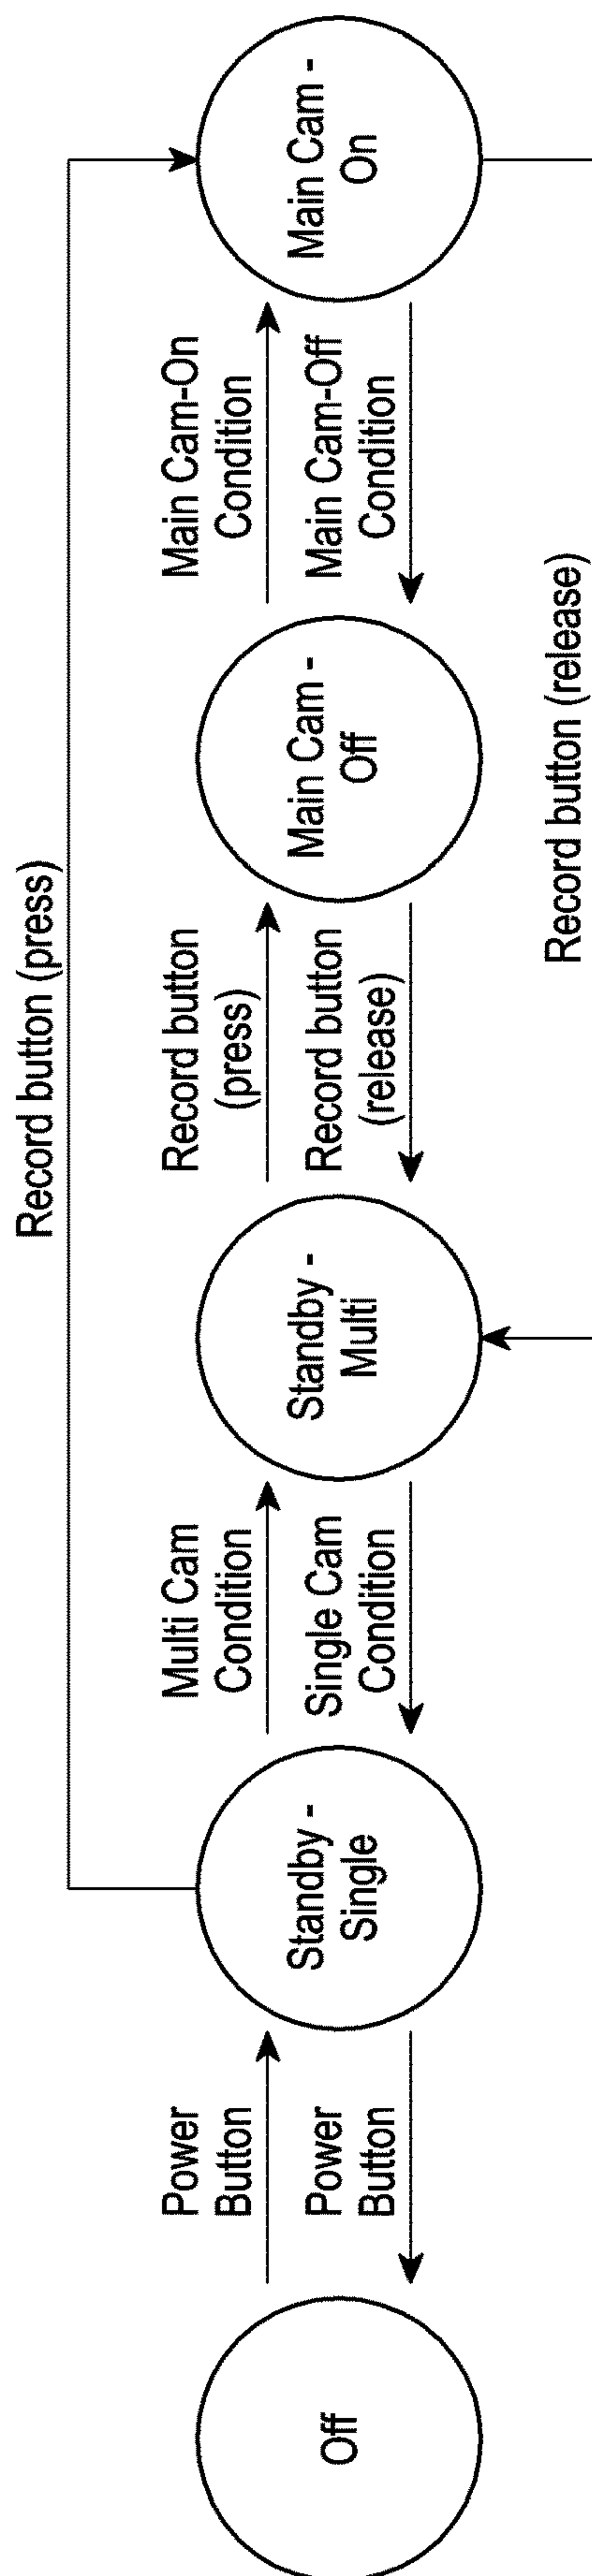 Record button (press)
Power
Button
Multi Cam
Condition
Record button
(press)
Main Cam-On
Condition
Off
Standby -
Single
Standby -
Multi
Main Cam -
Off
Main Cam -
On
Power
Button
Single Cam
Condition
Record button
(release)
Main Cam-Off
Condition
Record button (release)